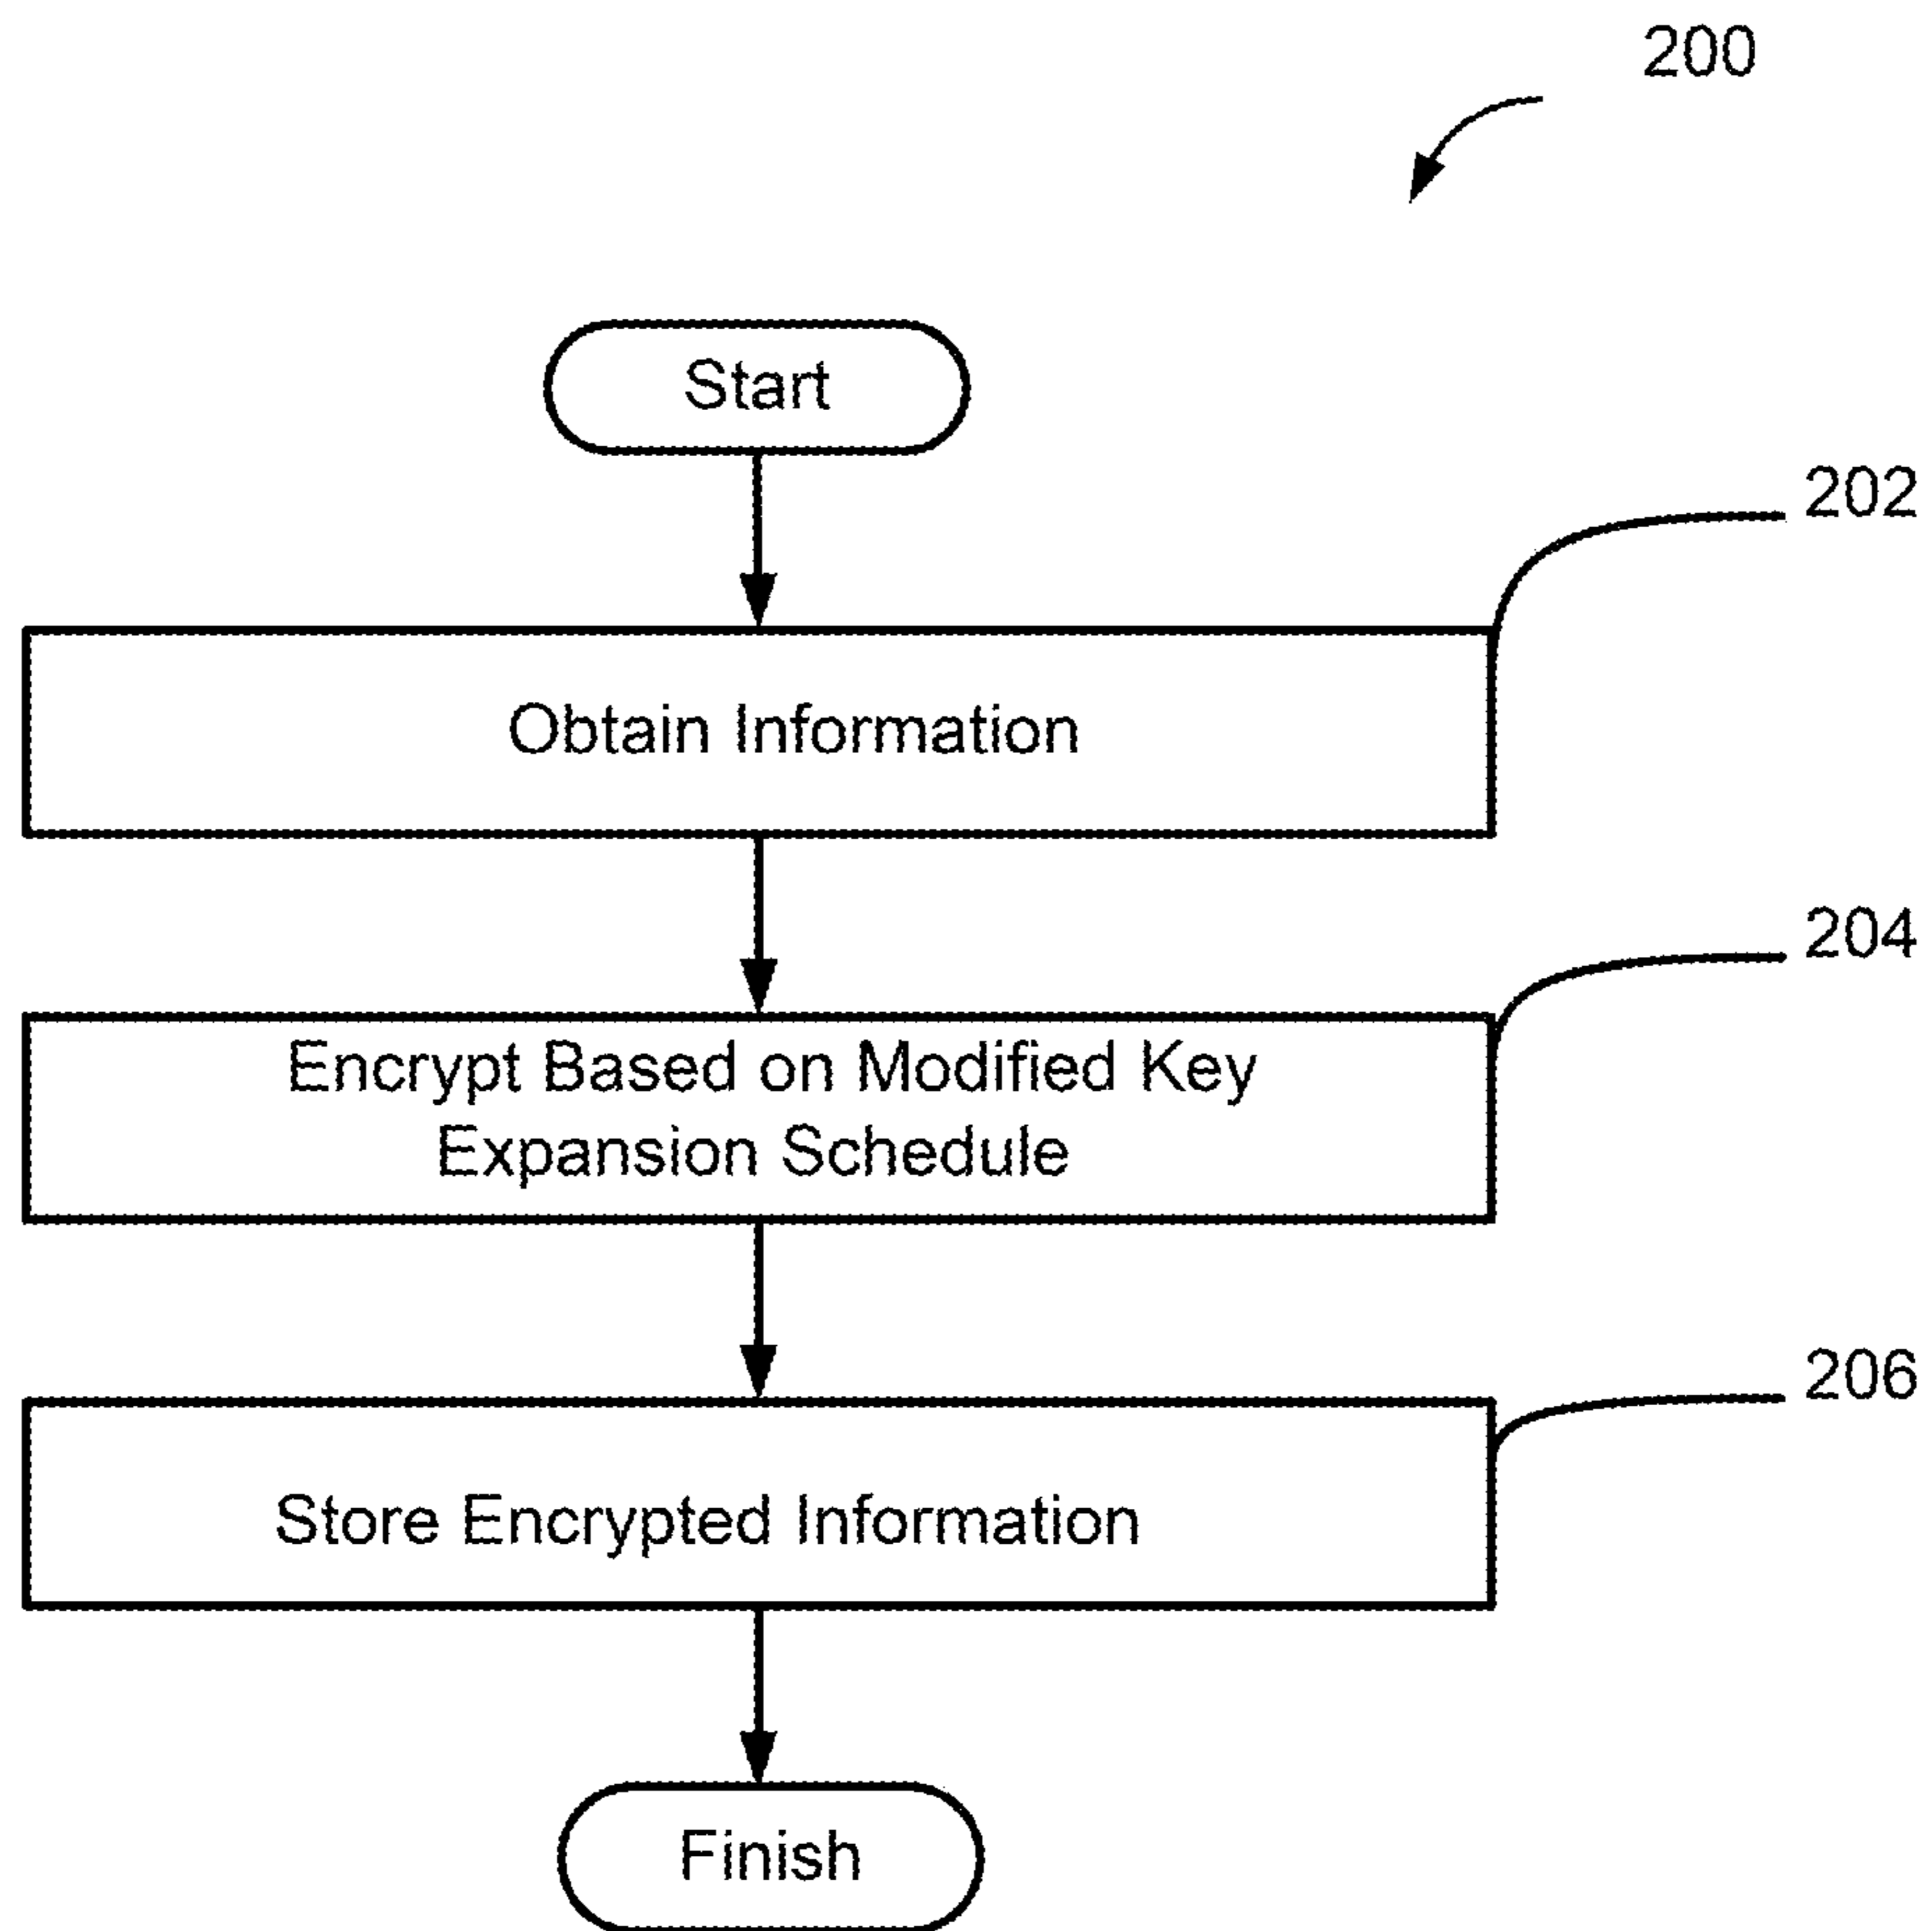 200
Start
202
Obtain Information
204
Encrypt Based on Modified Key
Expansion Schedule
206
Store Encrypted Information
Finish